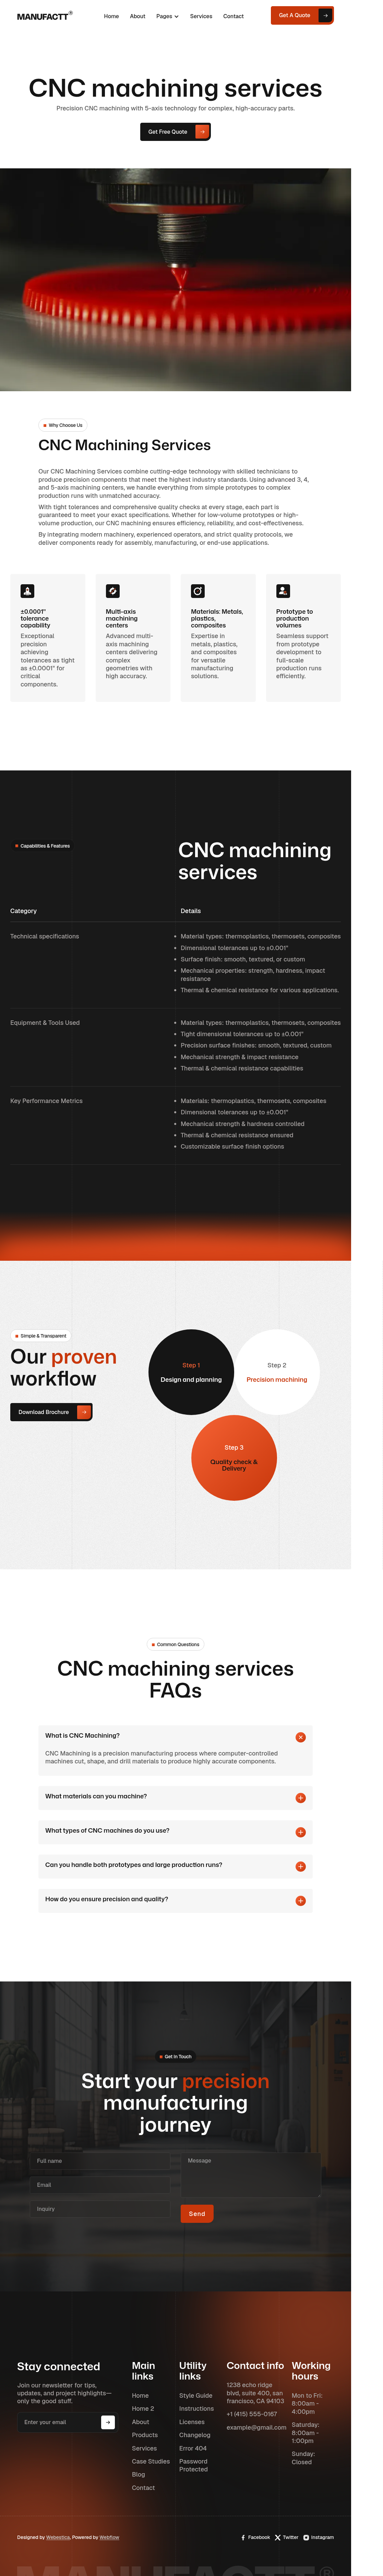 MANUFACTT®
Home
About
Pages
Services
Contact
Get A Quote
CNC machining services
Precision CNC machining with 5-axis technology for complex, high-accuracy parts.
Get Free Quote
Why Choose Us
CNC Machining Services
Our CNC Machining Services combine cutting-edge technology with skilled technicians to
produce precision components that meet the highest industry standards. Using advanced 3, 4,
and 5-axis machining centers, we handle everything from simple prototypes to complex
production runs with unmatched accuracy.
With tight tolerances and comprehensive quality checks at every stage, each part is
guaranteed to meet your exact specifications. Whether for low-volume prototypes or high-
volume production, our CNC machining ensures efficiency, reliability, and cost-effectiveness.
By integrating modern machinery, experienced operators, and strict quality protocols, we
deliver components ready for assembly, manufacturing, or end-use applications.
±0.0001"
tolerance
capability
Exceptional
precision
achieving
tolerances as tight
as ±0.0001" for
critical
components.
Multi-axis
machining
centers
Advanced multi-
axis machining
centers delivering
complex
geometries with
high accuracy.
Materials: Metals,
plastics,
composites
Expertise in
metals, plastics,
and composites
for versatile
manufacturing
solutions.
Prototype to
production
volumes
Seamless support
from prototype
development to
full-scale
production runs
efficiently.
Capabilities & Features
CNC machining
services
Category
Details
Technical specifications
Material types: thermoplastics, thermosets, composites
Dimensional tolerances up to ±0.001"
Surface finish: smooth, textured, or custom
Mechanical properties: strength, hardness, impact
resistance
Thermal & chemical resistance for various applications.
Equipment & Tools Used
Material types: thermoplastics, thermosets, composites
Tight dimensional tolerances up to ±0.001"
Precision surface finishes: smooth, textured, custom
Mechanical strength & impact resistance
Thermal & chemical resistance capabilities
Key Performance Metrics
Materials: thermoplastics, thermosets, composites
Dimensional tolerances up to ±0.001"
Mechanical strength & hardness controlled
Thermal & chemical resistance ensured
Customizable surface finish options
Simple & Transparent
Our proven
workflow
Download Brochure
Step 1
Design and planning
Step 2
Precision machining
Step 3
Quality check &
Delivery
Common Questions
CNC machining services
FAQs
What is CNC Machining?
CNC Machining is a precision manufacturing process where computer-controlled
machines cut, shape, and drill materials to produce highly accurate components.
What materials can you machine?
What types of CNC machines do you use?
Can you handle both prototypes and large production runs?
How do you ensure precision and quality?
Get In Touch
Start your precision
manufacturing
journey
Full name
Email
Inquiry
Message
Send
Stay connected
Join our newsletter for tips,
updates, and project highlights—
only the good stuff.
Enter your email
Main
links
Home
Home 2
About
Products
Services
Case Studies
Blog
Contact
Utility
links
Style Guide
Instructions
Licenses
Changelog
Error 404
Password
Protected
Contact info
1238 echo ridge
blvd, suite 400, san
francisco, CA 94103
+1 (415) 555-0167
example@gmail.com
Working
hours
Mon to Fri:
8:00am -
4:00pm
Saturday:
8:00am -
1:00pm
Sunday:
Closed
Designed by Webestica, Powered by Webflow
Facebook
Twitter
Instagram
MANUFACTT®